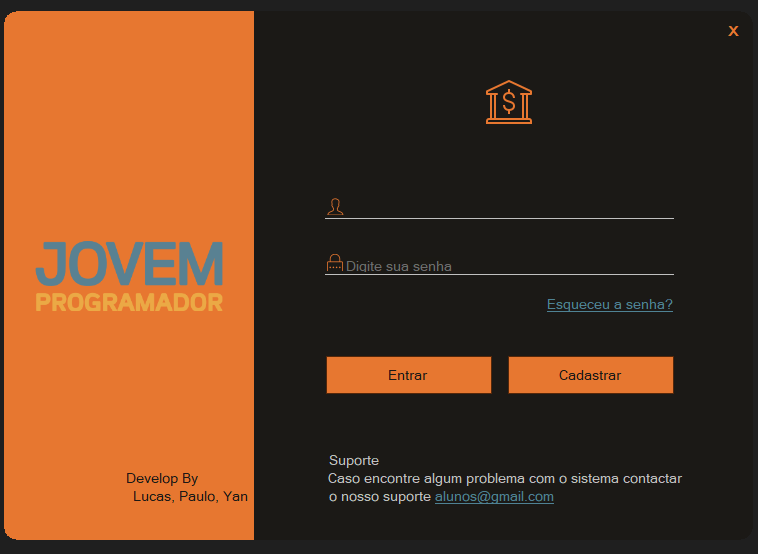 X
$
JOVEM
PROGRAMADOR
Digite sua senha
Esqueceu a senha?
Entrar
Cadastrar
Develop By
Lucas, Paulo, Yan
Suporte
Caso encontre algum problema com o sistema contactar
o nosso suporte alunos@gmail.com